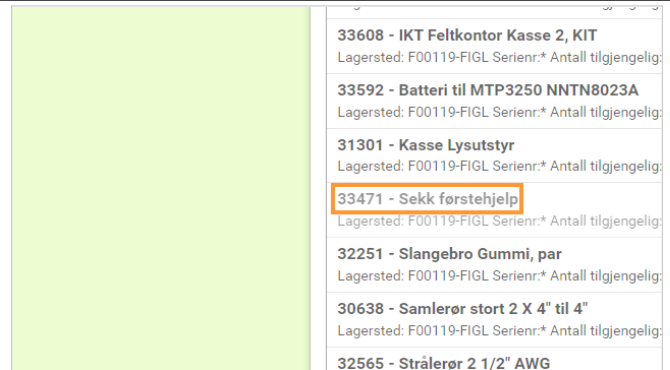 33608 - IKT Feltkontor Kasse 2, KIT
Lagersted: F00119-FIGL Serienr:* Antall tilgjengelig:
33592 - Batteri til MTP3250 NNTN8023A
Lagersted: F00119-FIGL Serienr:* Antall tilgjengelig:
31301 - Kasse Lysutstyr
Lagersted: F00119-FIGL Serienr:* Antall tilgjengelig:
33471 - Sekk førstehjelp
Lagersted: F00119-FIGL Serienr:* Antall tilgjengelig:
32251 - Slangebro Gummi, par
Lagersted: F00119-FIGL Serienr:* Antall tilgjengelig:
30638 - Samlerør stort 2 X 4" til 4"
Lagersted: F00119-FIGL Serienr:* Antall tilgjengelig:
32565 - Strålerør 2 1/2" AWG